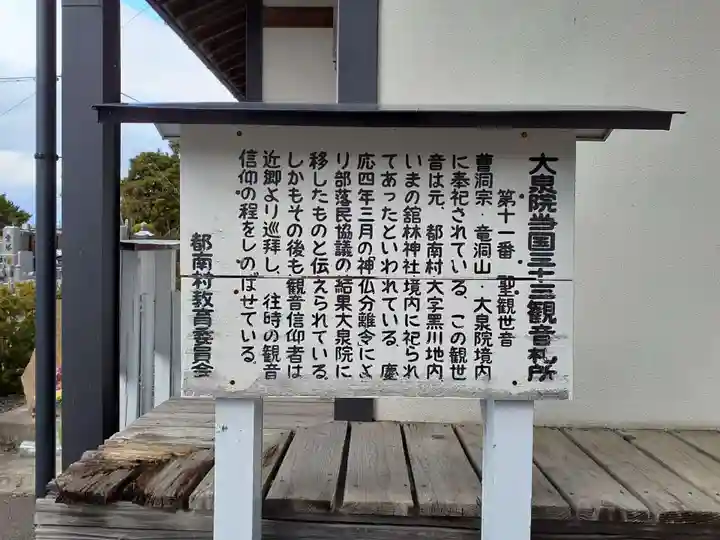 大泉院当国三十三観音札所
第十一番 聖観世音
曹洞宗・竜洞山・大泉院境内
に奉祀されている、この観世
音は元、都南村大字黒川地内、
いまの舘林神社境内に祀られ
てあったといわれている。慶
応四年三月の「神仏分離令」によ
り部落民協議の結果大泉院に
移したものと伝えられている。
しかもその後も観音信仰者は
近郷より巡拝し、往時の観音
信仰の程をしのばせている。
都南村教育委員会